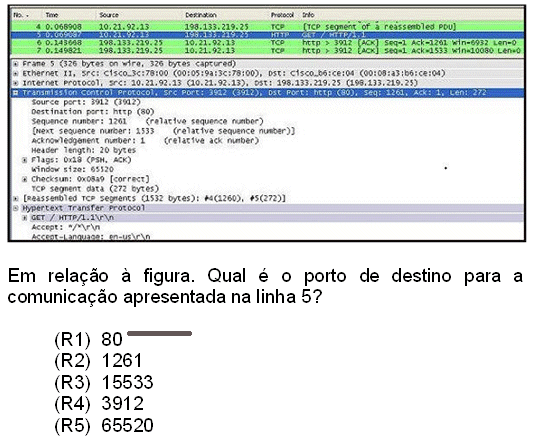 No. - Time Source Destination Protocol Info
4 0.068908 10.21.92.13 198.133.219.25 TCP [TCP segment of a reassembled PDU]
5 0.069087 10.21.92.13 198.133.219.25 HTTP GET / HTTP/1.1
6 0.143668 198.133.219.25 10.21.92.13 TCP http > 3912 [ACK] Seq=1 Ack=1261 Win=6932 Len=0
7 0.149821 198.133.219.25 10.21.92.13 TCP http > 3912 [ACK] Seq=1 Ack=1533 Win=10080 Len=0
Frame 5 (326 bytes on wire, 326 bytes captured)
Ethernet II, Src: Cisco_3c:78:00 (00:05:9a:3c:78:00), Dst: Cisco_b6:ce:04 (00:08:a3:b6:ce:04)
Internet Protocol, Src: 10.21.92.13 (10.21.92.13), Dst: 198.133.219.25 (198.133.219.25)
Transmission Control Protocol, Src Port: 3912 (3912), Dst Port: http (80), Seq: 1261, Ack: 1, Len: 272
Source port: 3912 (3912)
Destination port: http (80)
Sequence number: 1261 (relative sequence number)
[Next sequence number: 1533 (relative sequence number)]
Acknowledgement number: 1 (relative ack number)
Header length: 20 bytes
Flags: 0x18 (PSH, ACK)
Window size: 65520
Checksum: 0x08a9 [correct]
TCP segment data (272 bytes)
[Reassembled TCP Segments (1532 bytes): #4(1260), #5(272)]
Hypertext Transfer Protocol
GET / HTTP/1.1\r\n
Accept: */*\r\n
Accept-Language: en-us\r\n
Em relação à figura. Qual é o porto de destino para a
comunicação apresentada na linha 5?
(R1) 80
(R2) 1261
(R3) 15533
(R4) 3912
(R5) 65520